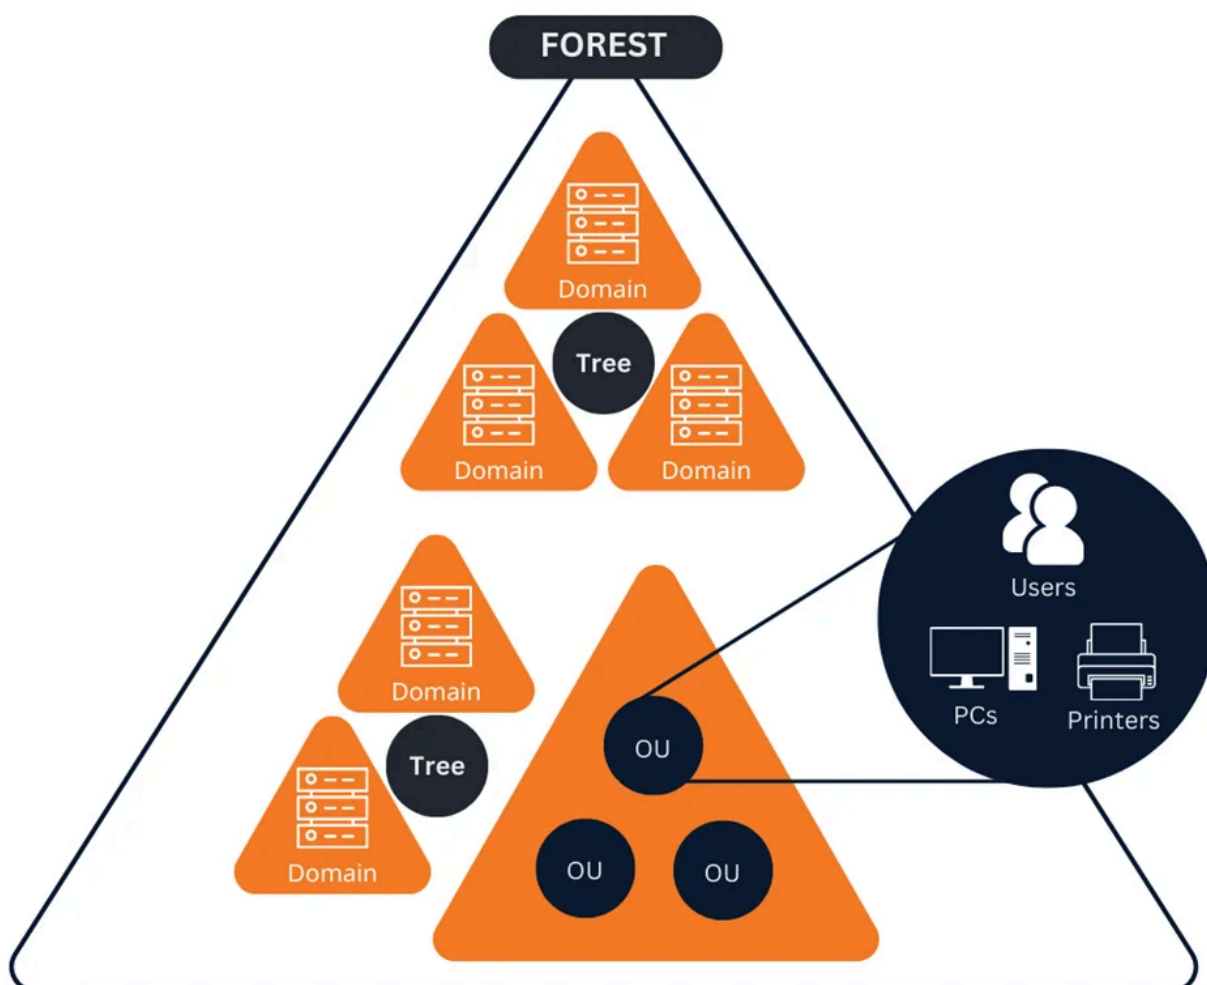 FOREST
Domain
Tree
Domain
Domain
Users
PCs
Printers
Domain
OU
Tree
Domain
OU
OU